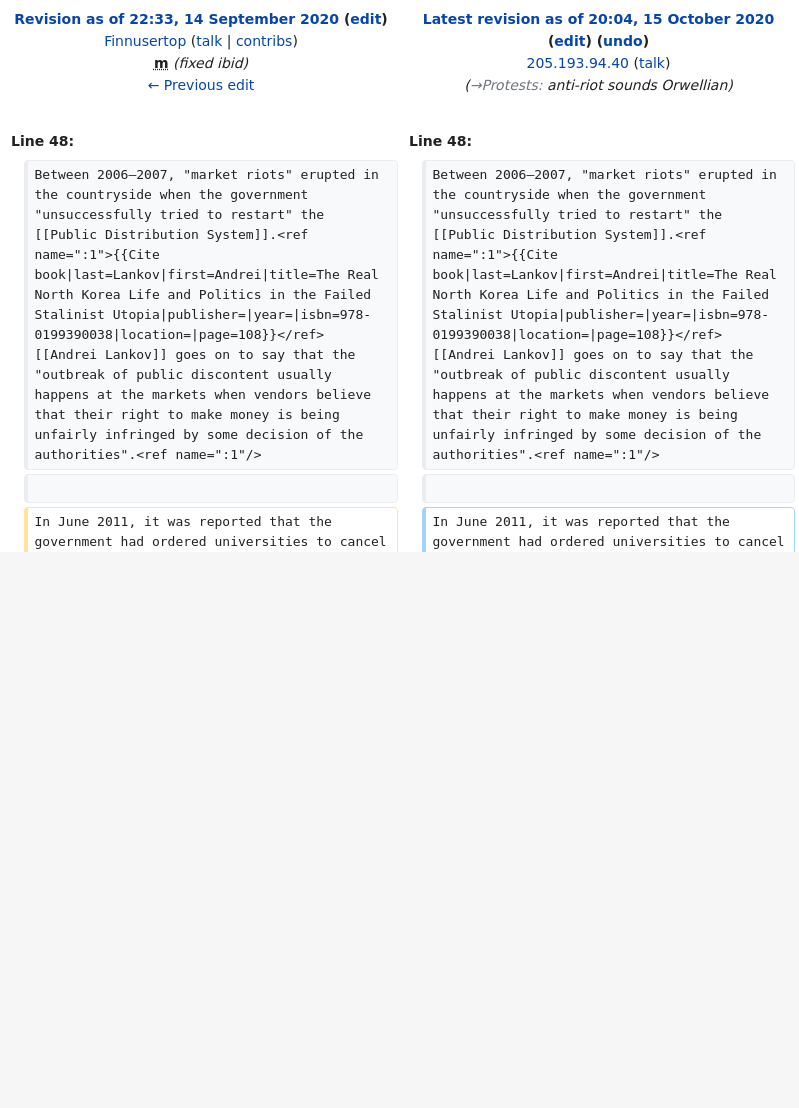 Revision as of 22:33, 14 September 2020 (edit)
Finnusertop (talk | contribs)
m (fixed ibid)
← Previous edit
Latest revision as of 20:04, 15 October 2020
(edit) (undo)
205.193.94.40 (talk)
(→Protests: anti-riot sounds Orwellian)
Line 48:
Line 48:
Between 2006–2007, "market riots" erupted in
the countryside when the government
"unsuccessfully tried to restart" the
[[Public Distribution System]].<ref
name=":1">{{Cite
book|last=Lankov|first=Andrei|title=The Real
North Korea Life and Politics in the Failed
Stalinist Utopia|publisher=|year=|isbn=978-
0199390038|location=|page=108}}</ref>
[[Andrei Lankov]] goes on to say that the
"outbreak of public discontent usually
happens at the markets when vendors believe
that their right to make money is being
unfairly infringed by some decision of the
authorities".<ref name=":1"/>
Between 2006–2007, "market riots" erupted in
the countryside when the government
"unsuccessfully tried to restart" the
[[Public Distribution System]].<ref
name=":1">{{Cite
book|last=Lankov|first=Andrei|title=The Real
North Korea Life and Politics in the Failed
Stalinist Utopia|publisher=|year=|isbn=978-
0199390038|location=|page=108}}</ref>
[[Andrei Lankov]] goes on to say that the
"outbreak of public discontent usually
happens at the markets when vendors believe
that their right to make money is being
unfairly infringed by some decision of the
authorities".<ref name=":1"/>
In June 2011, it was reported that the
government had ordered universities to cancel
In June 2011, it was reported that the
government had ordered universities to cancel